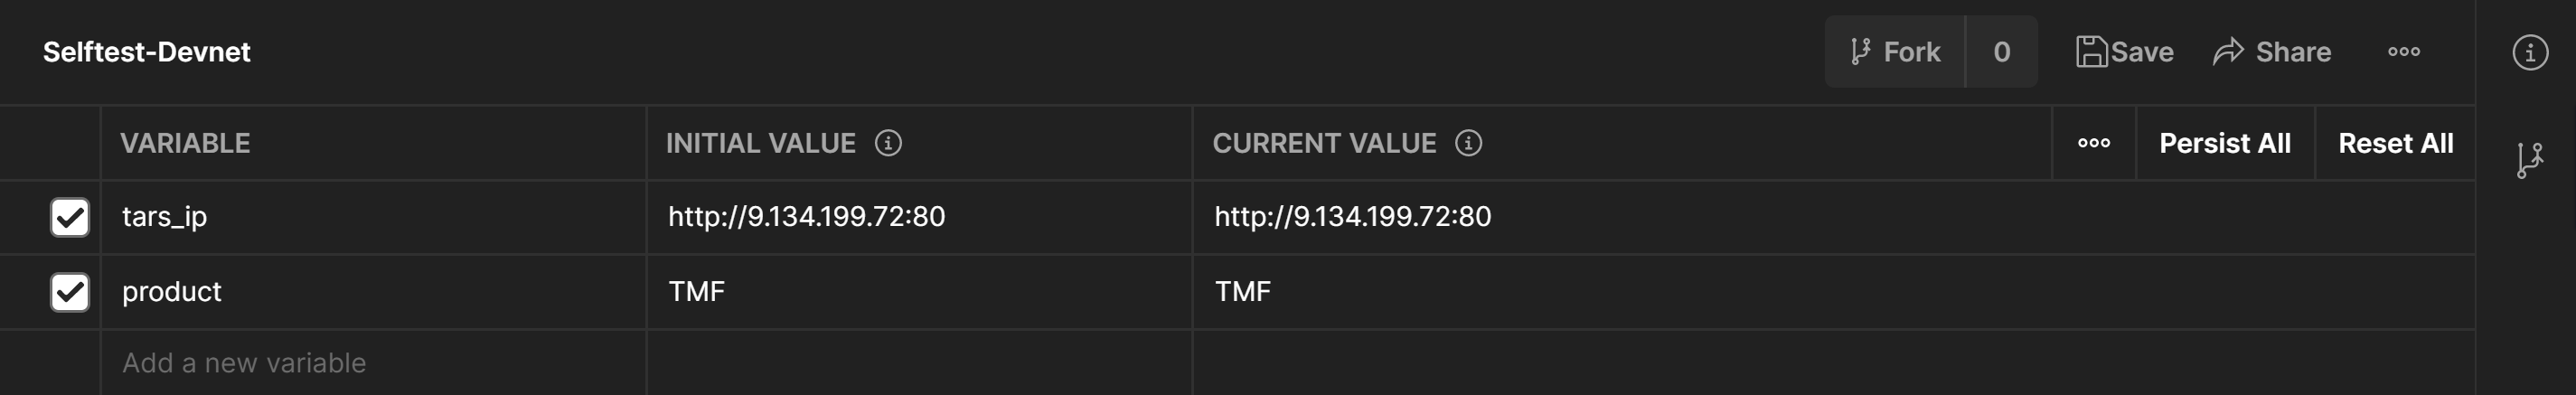 Selftest-Devnet Fork 0 Save Share
VARIABLE INITIAL VALUE CURRENT VALUE Persist All Reset All
tars_ip http://9.134.199.72:80 http://9.134.199.72:80
product TMF TMF
Add a new variable